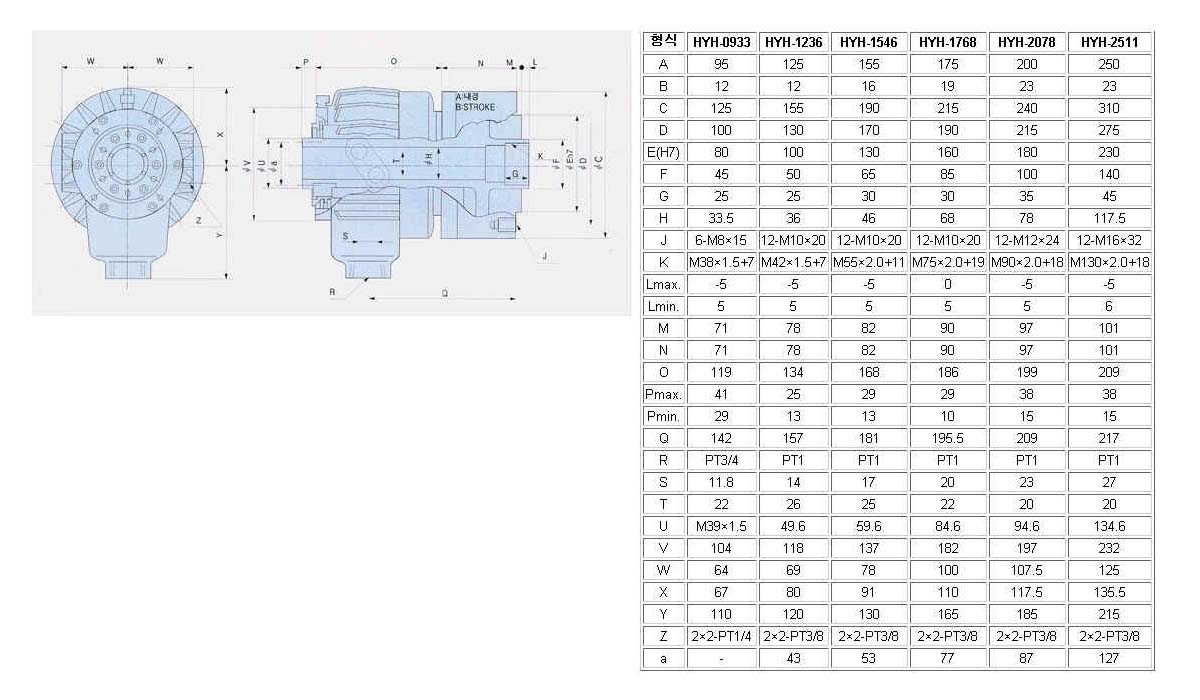 W W P O N M L
A:내경
B:STROKE
X
φV φU φa T φH K φF φEh7 φD φC
G
Z
Y
S
J
R
Q
형식 HYH-0933 HYH-1236 HYH-1546 HYH-1768 HYH-2078 HYH-2511
A 95 125 155 175 200 250
B 12 12 16 19 23 23
C 125 155 190 215 240 310
D 100 130 170 190 215 275
E(H7) 80 100 130 160 180 230
F 45 50 65 85 100 140
G 25 25 30 30 35 45
H 33.5 36 46 68 78 117.5
J 6-M8×15 12-M10×20 12-M10×20 12-M10×20 12-M12×24 12-M16×32
K M38×1.5+7 M42×1.5+7 M55×2.0+11 M75×2.0+19 M90×2.0+18 M130×2.0+18
Lmax. -5 -5 -5 0 -5 -5
Lmin. 5 5 5 5 5 6
M 71 78 82 90 97 101
N 71 78 82 90 97 101
O 119 134 168 186 199 209
Pmax. 41 25 29 29 38 38
Pmin. 29 13 13 10 15 15
Q 142 157 181 195.5 209 217
R PT3/4 PT1 PT1 PT1 PT1 PT1
S 11.8 14 17 20 23 27
T 22 26 25 22 20 20
U M39×1.5 49.6 59.6 84.6 94.6 134.6
V 104 118 137 182 197 232
W 64 69 78 100 107.5 125
X 67 80 91 110 117.5 135.5
Y 110 120 130 165 185 215
Z 2×2-PT1/4 2×2-PT3/8 2×2-PT3/8 2×2-PT3/8 2×2-PT3/8 2×2-PT3/8
a - 43 53 77 87 127